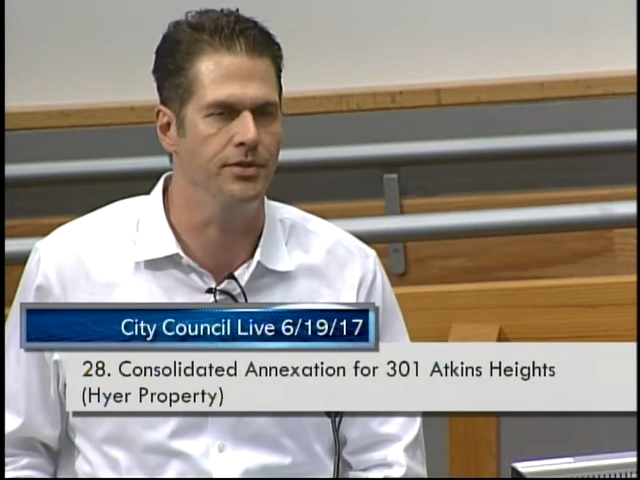 City Council Live 6/19/17
28. Consolidated Annexation for 301 Atkins Heights
(Hyer Property)